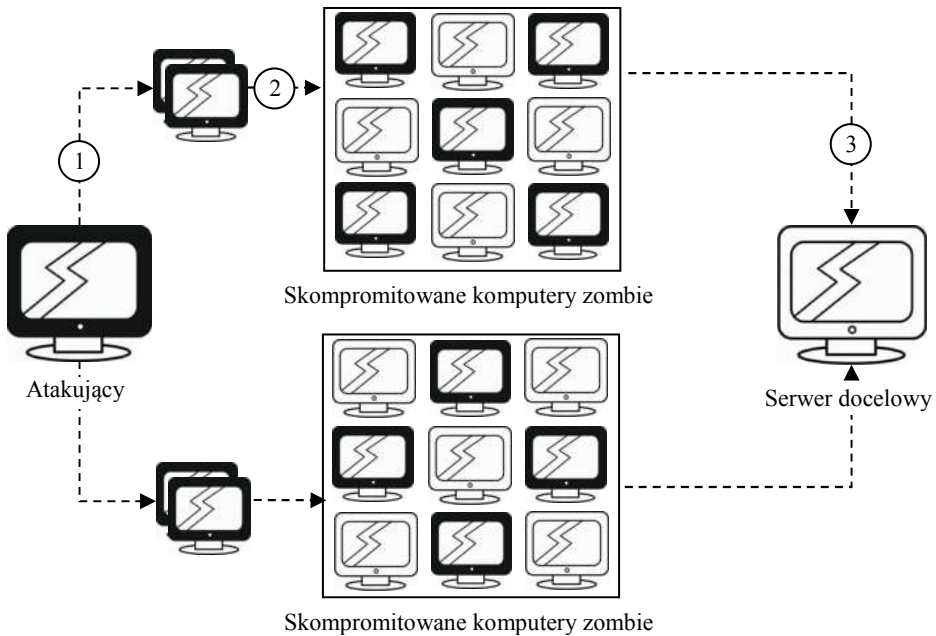 2
1
3
Skompromitowane komputery zombie
Atakujący
Serwer docelowy
Skompromitowane komputery zombie